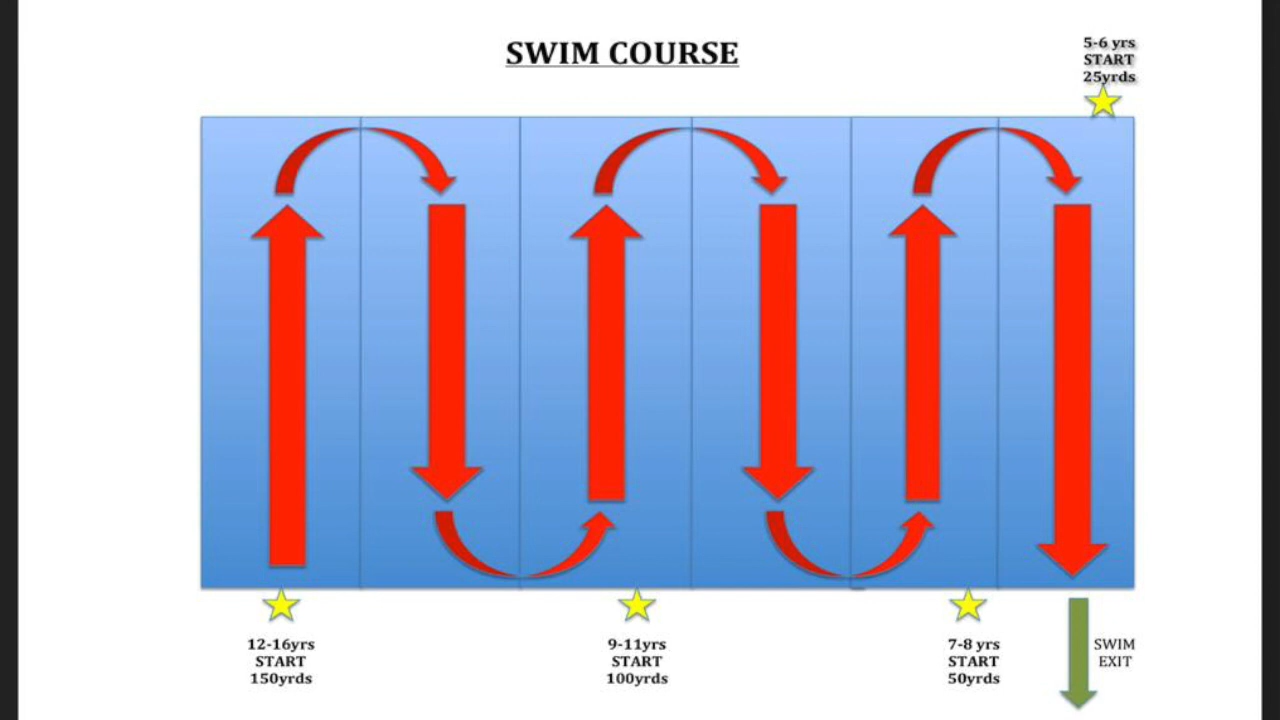 SWIM COURSE
5-6 yrs
START
25yrds
12-16yrs
START
150yrds
9-11yrs
START
100yrds
7-8 yrs
START
50yrds
SWIM
EXIT